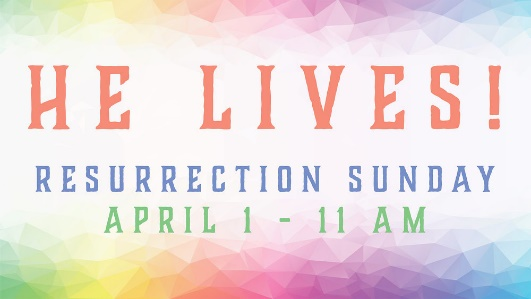 HE LIVES!
RESURRECTION SUNDAY
APRIL 1 - 11 AM